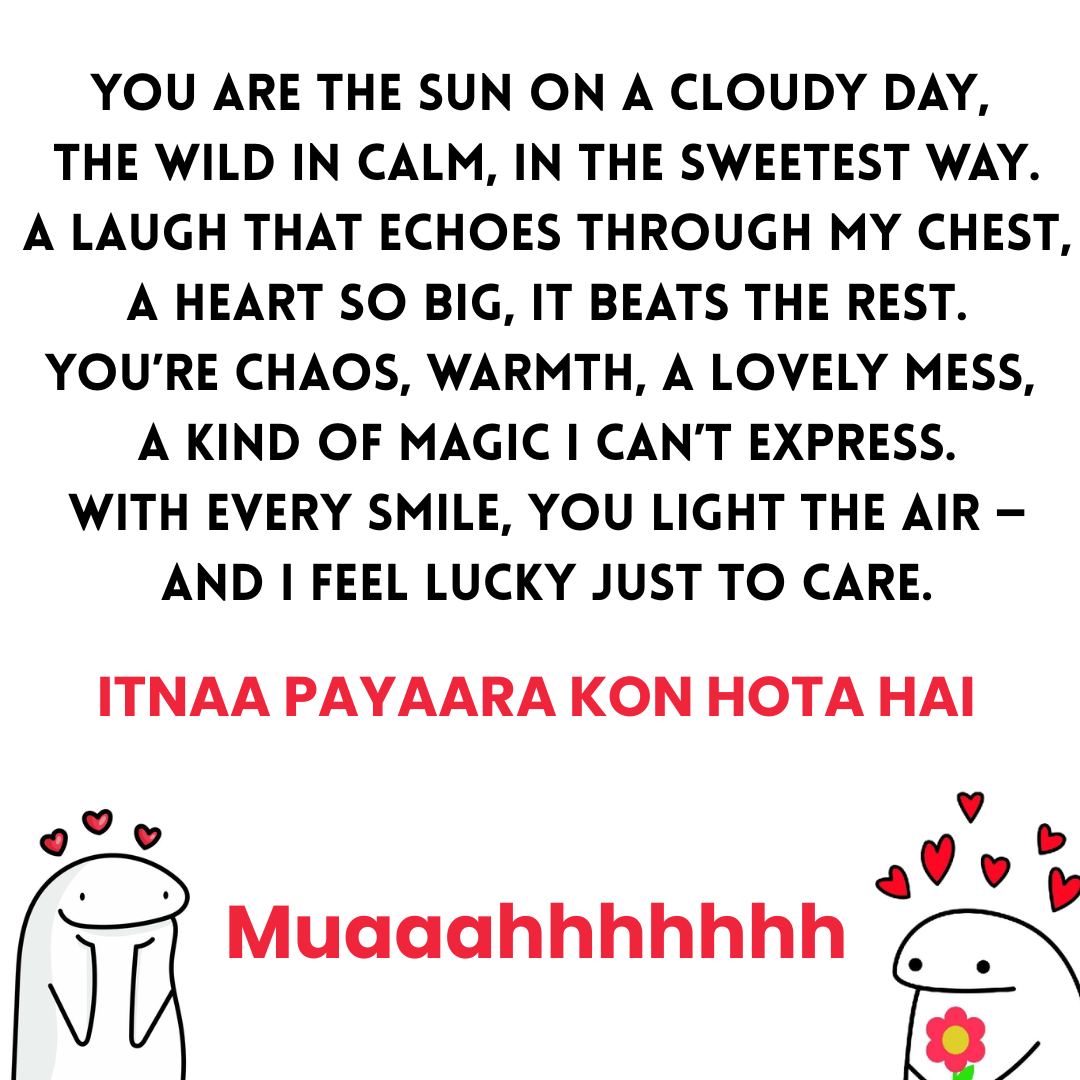 YOU ARE THE SUN ON A CLOUDY DAY,
THE WILD IN CALM, IN THE SWEETEST WAY.
A LAUGH THAT ECHOES THROUGH MY CHEST,
A HEART SO BIG, IT BEATS THE REST.
YOU’RE CHAOS, WARMTH, A LOVELY MESS,
A KIND OF MAGIC I CAN’T EXPRESS.
WITH EVERY SMILE, YOU LIGHT THE AIR –
AND I FEEL LUCKY JUST TO CARE.
ITNAA PAYAARA KON HOTA HAI
Muaaahhhhhhhh